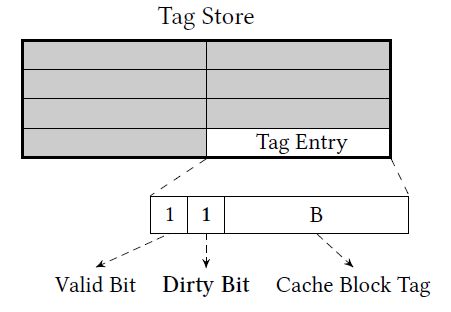 Tag Store
Tag Entry
1 1 B
Valid Bit Dirty Bit Cache Block Tag